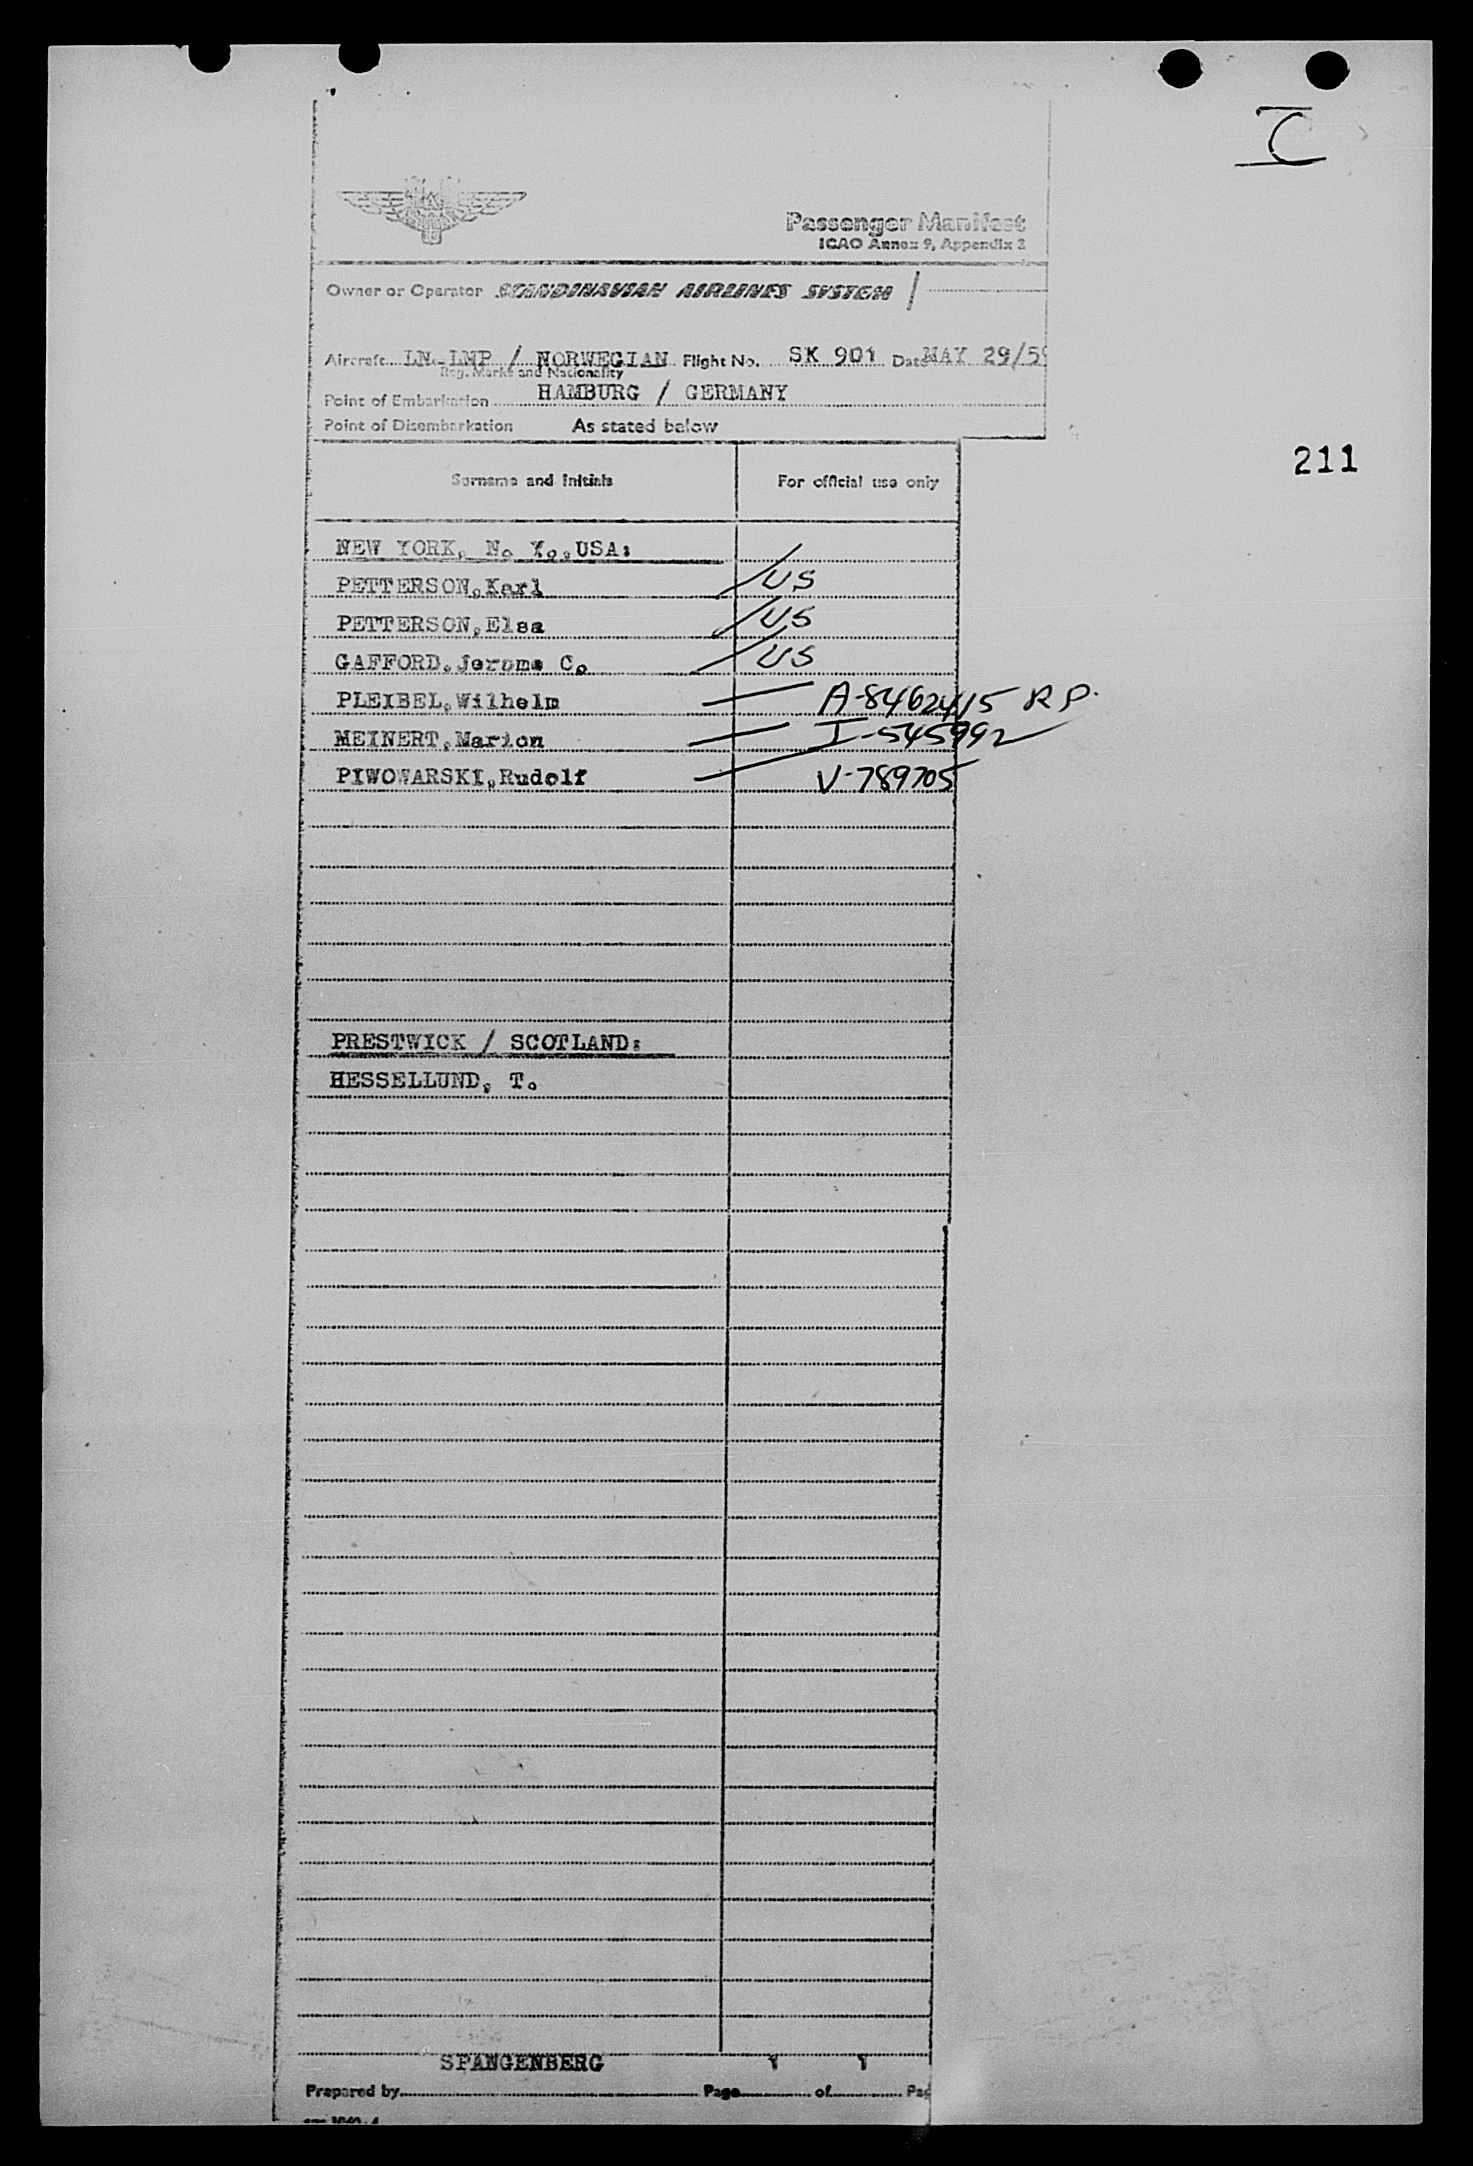 I
Passenger Manifest
ICAO Annex 9, Appendix 2
Owner or Operator SCANDINAVIAN AIRLINES SYSTEM /
Aircraft LN-LMP / NORWEGIAN Flight No. SK 901 Date MAY 29/59
Reg. Marks and Nationality
Point of Embarkation HAMBURG / GERMANY
Point of Disembarkation As stated below
211
Surname and Initials For official use only
NEW YORK, N. Y.,USA:
PETTERSON,Karl US
PETTERSON,Elsa US
GAFFORD,Jerome C. US
PLEIBEL,Wilhelm A-8462415 R P.
MEINERT,Marion I-545992
PIWOWARSKI,Rudolf V-789705
PRESTWICK / SCOTLAND:
HESSELLUND, T.
SPANGENBERG 1 1
Prepared by Page of Pag